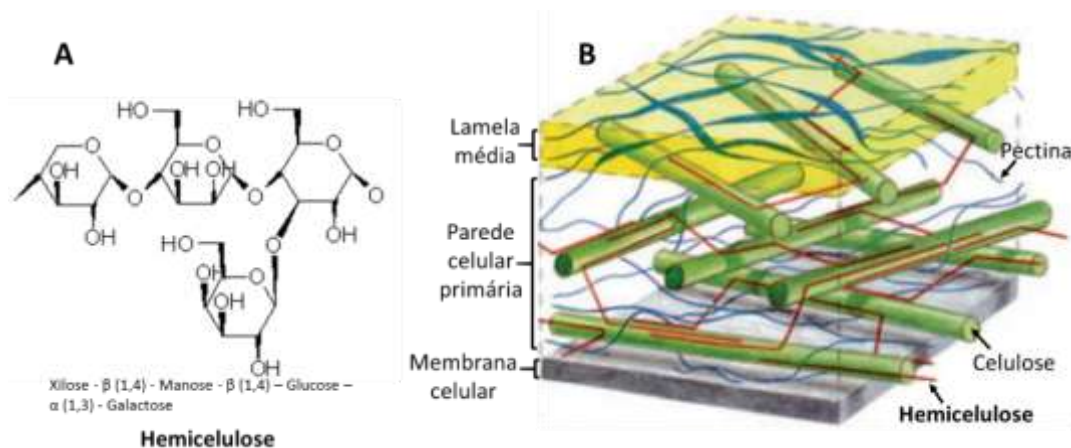 A
B
HO
O
OH
O
HO
O
OH
OH
O
HO
O
OH
O
OH
O
HO
O
OH
OH
OH
Xilose - β (1,4) - Manose - β (1,4) – Glucose –
α (1,3) - Galactose
Hemicelulose
Lamela
média
Pectina
Parede
celular
primária
Celulose
Membrana
celular
Hemicelulose